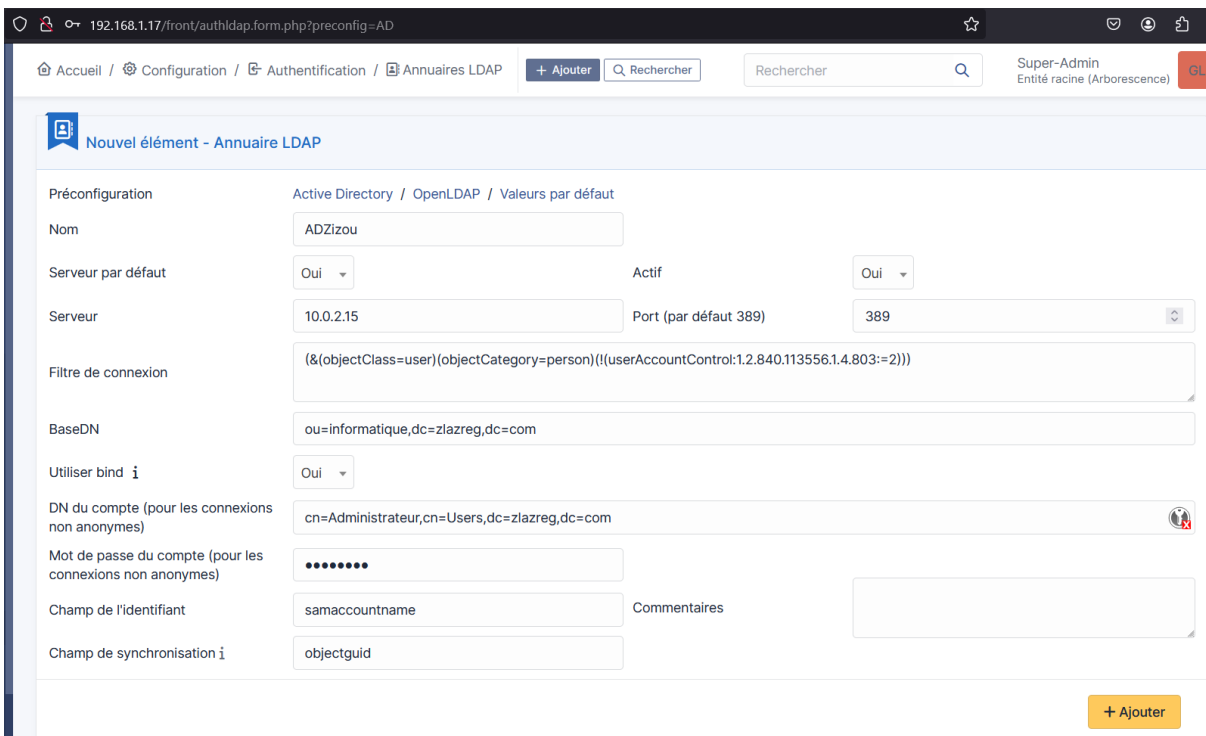 192.168.1.17/front/authldap.form.php?preconfig=AD
Accueil / Configuration / Authentification / Annuaires LDAP + Ajouter Rechercher Rechercher Super-Admin
Entité racine (Arborescence) GL
Nouvel élément - Annuaire LDAP
Préconfiguration Active Directory / OpenLDAP / Valeurs par défaut
Nom ADZizou
Serveur par défaut Oui Actif Oui
Serveur 10.0.2.15 Port (par défaut 389) 389
Filtre de connexion (&(objectClass=user)(objectCategory=person)(!(userAccountControl:1.2.840.113556.1.4.803:=2)))
BaseDN ou=informatique,dc=zlazreg,dc=com
Utiliser bind i Oui
DN du compte (pour les connexions
non anonymes) cn=Administrateur,cn=Users,dc=zlazreg,dc=com
Mot de passe du compte (pour les
connexions non anonymes) ••••••••
Champ de l'identifiant samaccountname Commentaires
Champ de synchronisation i objectguid
+ Ajouter